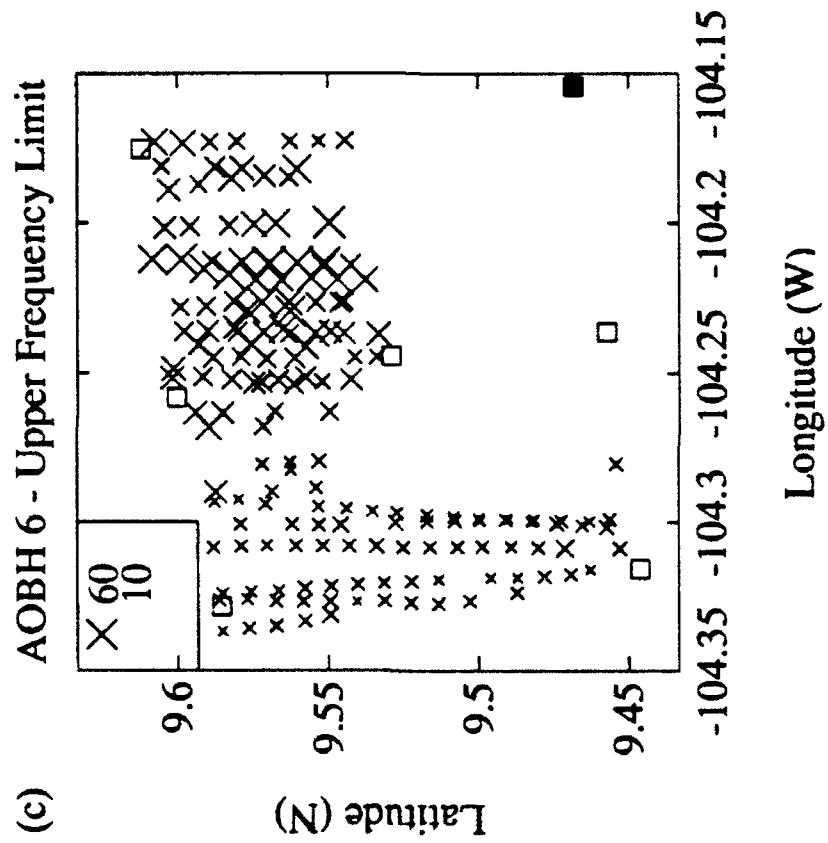 (c)
AOBH 6 - Upper Frequency Limit
60
10
9.6
9.55
9.5
9.45
Latitude (N)
-104.35
-104.3
-104.25
-104.2
-104.15
Longitude (W)